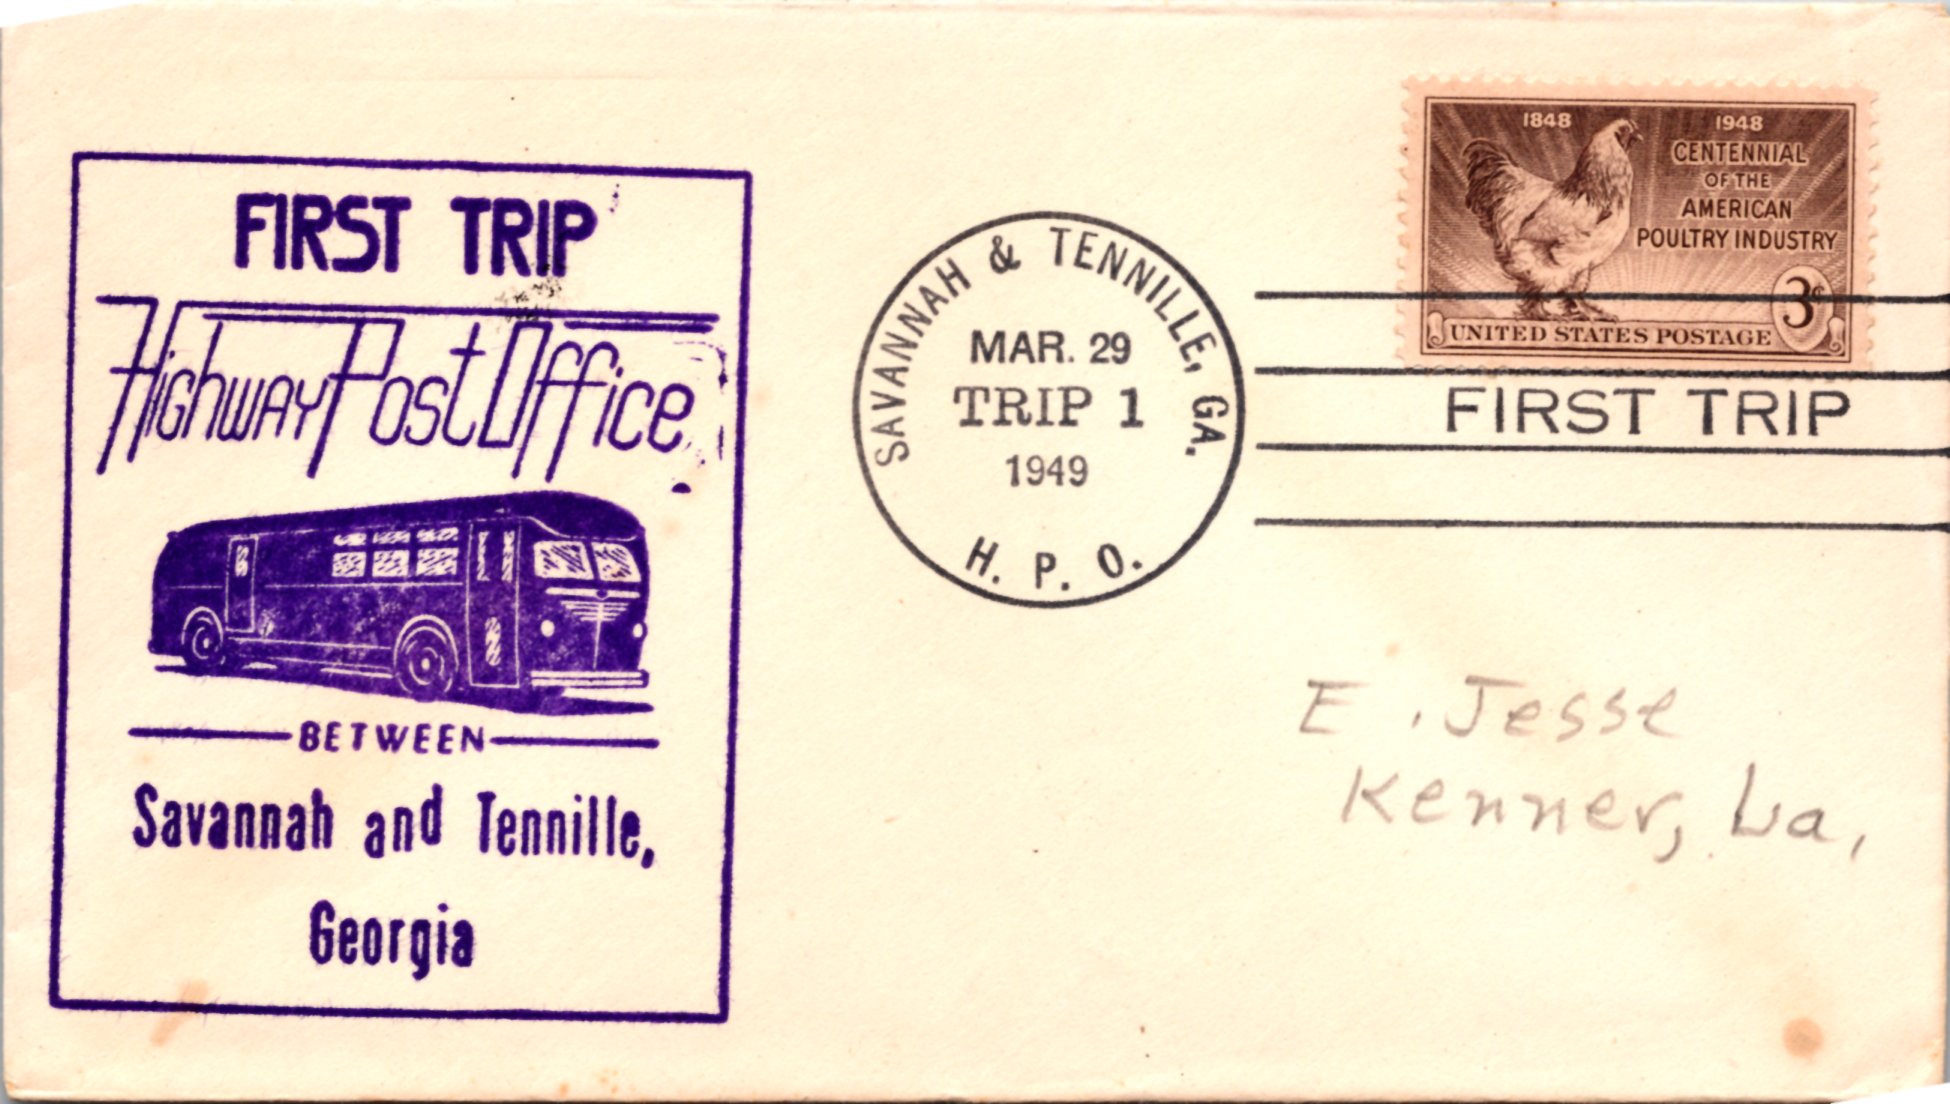 FIRST TRIP
Highway Post Office
BETWEEN
Savannah and Tennille,
Georgia
SAVANNAH & TENNILLE, GA.
MAR. 29
TRIP 1
1949
H. P. O.
1848 1948
CENTENNIAL
OF THE
AMERICAN
POULTRY INDUSTRY
3¢
UNITED STATES POSTAGE
FIRST TRIP
E. Jesse
Kenner, La,